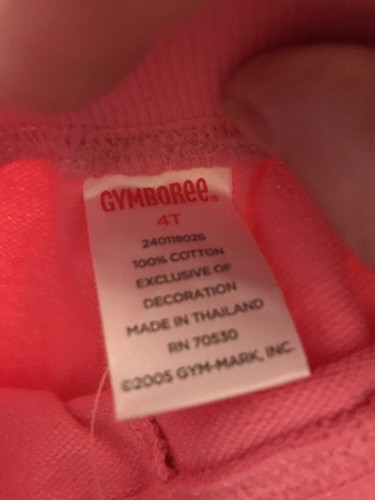 GYMBOREE®
4T
240118026
100% COTTON
EXCLUSIVE OF
DECORATION
MADE IN THAILAND
RN 70530
©2005 GYM-MARK, INC.